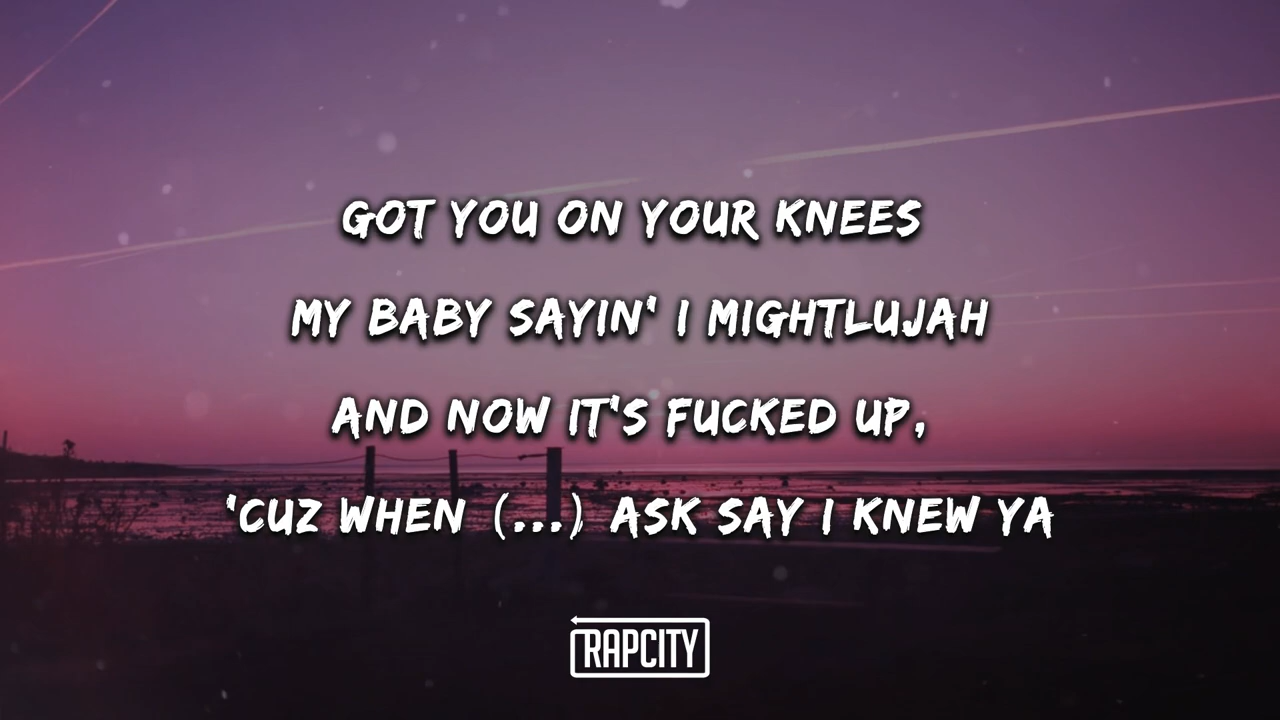 GOT YOU ON YOUR KNEES
MY BABY SAYIN' I MIGHTLUJAH
AND NOW IT'S FUCKED UP,
'CUZ WHEN (...) ASK SAY I KNEW YA
RAPCITY